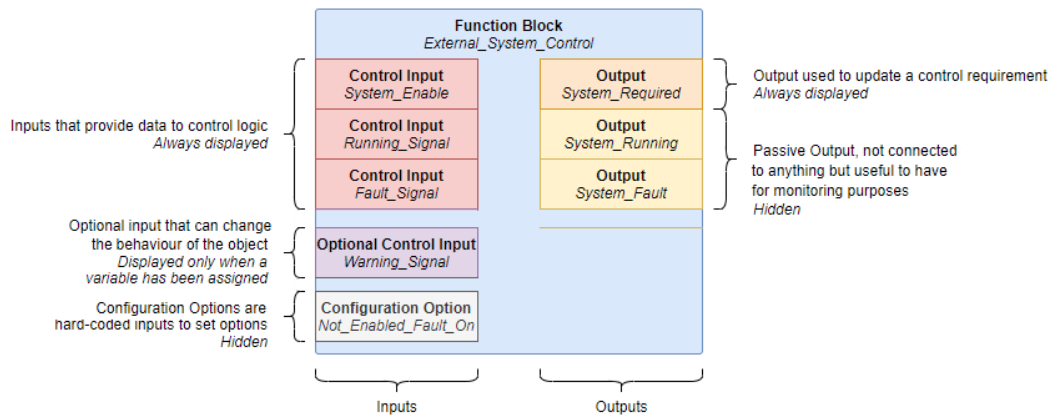 Function Block
External_System_Control
Control Input
System_Enable
Control Input
Running_Signal
Control Input
Fault_Signal
Optional Control Input
Warning_Signal
Configuration Option
Not_Enabled_Fault_On
Output
System_Required
Output
System_Running
Output
System_Fault
Inputs that provide data to control logic
Always displayed
Optional input that can change
the behaviour of the object
Displayed only when a
variable has been assigned
Configuration Options are
hard-coded inputs to set options
Hidden
Output used to update a control requirement
Always displayed
Passive Output, not connected
to anything but useful to have
for monitoring purposes
Hidden
Inputs
Outputs